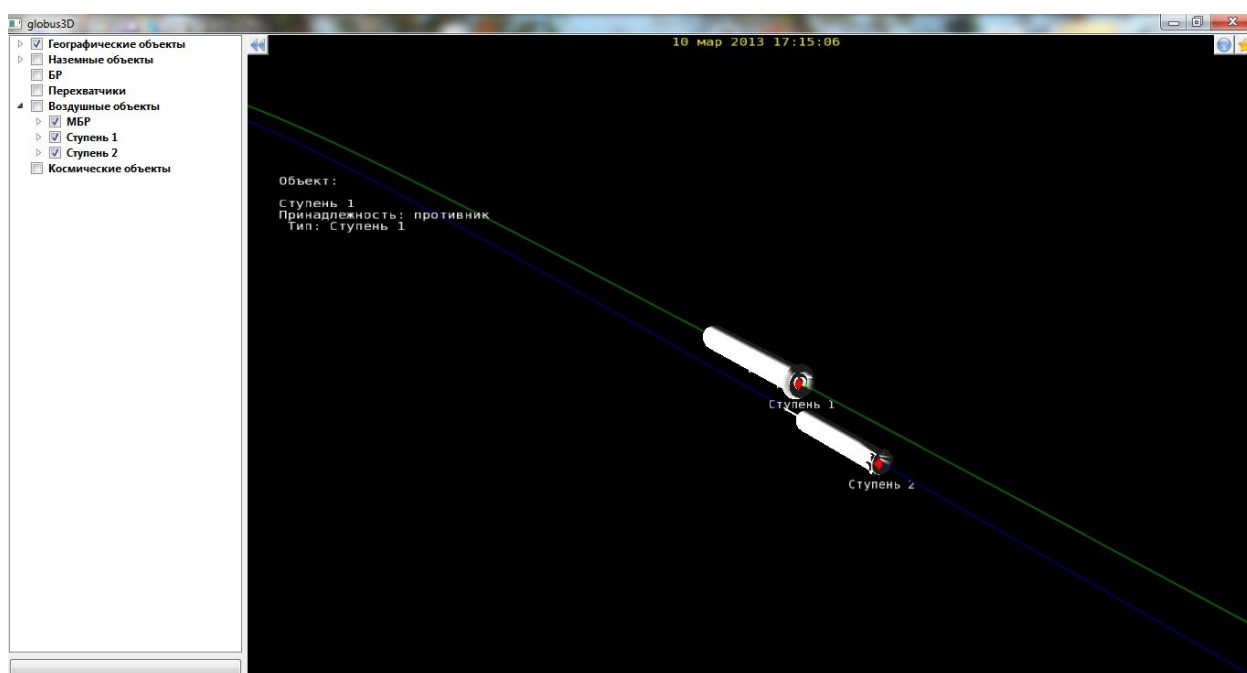 globus3D
Географические объекты
Наземные объекты
БР
Перехватчики
Воздушные объекты
МБР
Ступень 1
Ступень 2
Космические объекты
10 мар 2013 17:15:06
Объект:
Ступень 1
Принадлежность: противник
Тип: Ступень 1
Ступень 1
Ступень 2